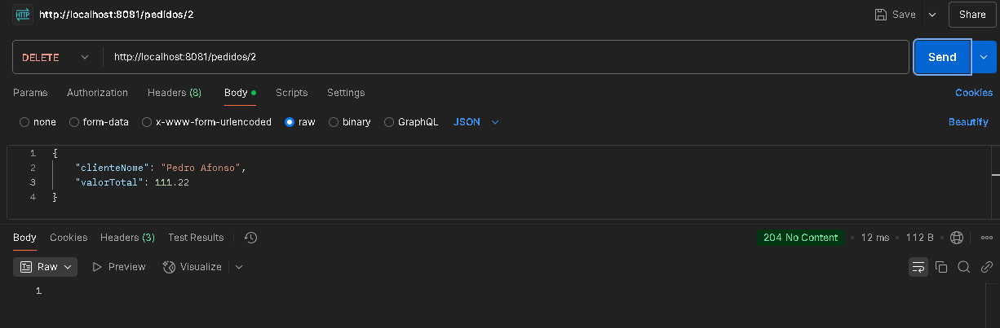 HTTP http://localhost:8081/pedidos/2 Save Share
DELETE http://localhost:8081/pedidos/2 Send
Params Authorization Headers (8) Body Scripts Settings Cookies
none form-data x-www-form-urlencoded raw binary GraphQL JSON Beautify
1 {
2 "clienteNome": "Pedro Afonso",
3 "valorTotal": 111.22
4 }
Body Cookies Headers (3) Test Results 204 No Content • 12 ms • 112 B •
Raw Preview Visualize
1